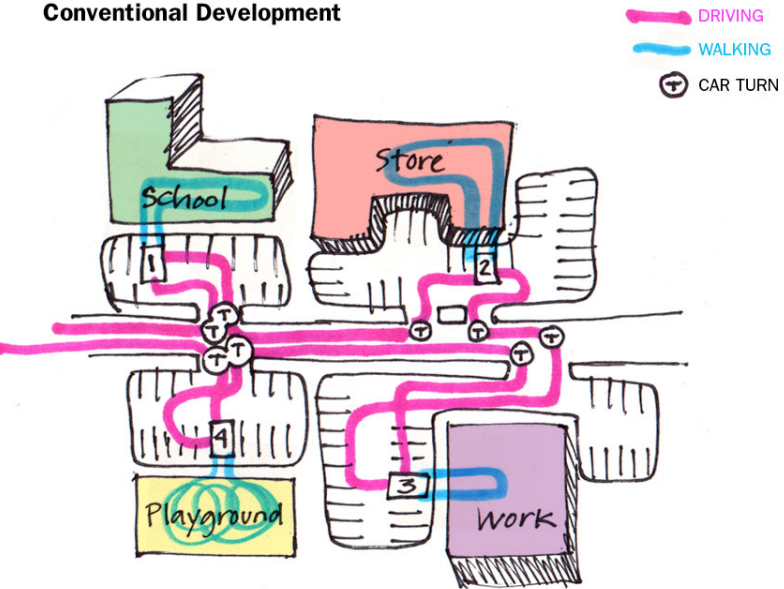 Conventional Development
DRIVING
WALKING
T CAR TURN
Store
School
1
2
T
T
T
T
T
T
T
T
4
3
Playground
Work